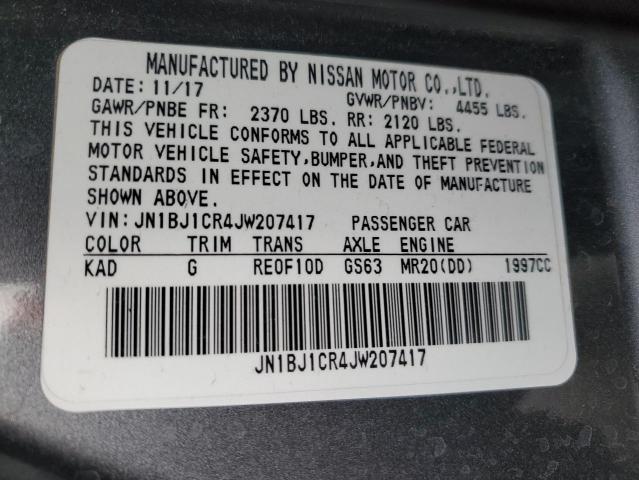 MANUFACTURED BY NISSAN MOTOR CO.,LTD.
DATE: 11/17 GVWR/PNBV: 4455 LBS.
GAWR/PNBE FR: 2370 LBS. RR: 2120 LBS.
THIS VEHICLE CONFORMS TO ALL APPLICABLE FEDERAL
MOTOR VEHICLE SAFETY,BUMPER,AND THEFT PREVENTION
STANDARDS IN EFFECT ON THE DATE OF MANUFACTURE
SHOWN ABOVE.
VIN: JN1BJ1CR4JW207417 PASSENGER CAR
COLOR TRIM TRANS AXLE ENGINE
KAD G RE0F10D GS63 MR20(DD) 1997CC
JN1BJ1CR4JW207417